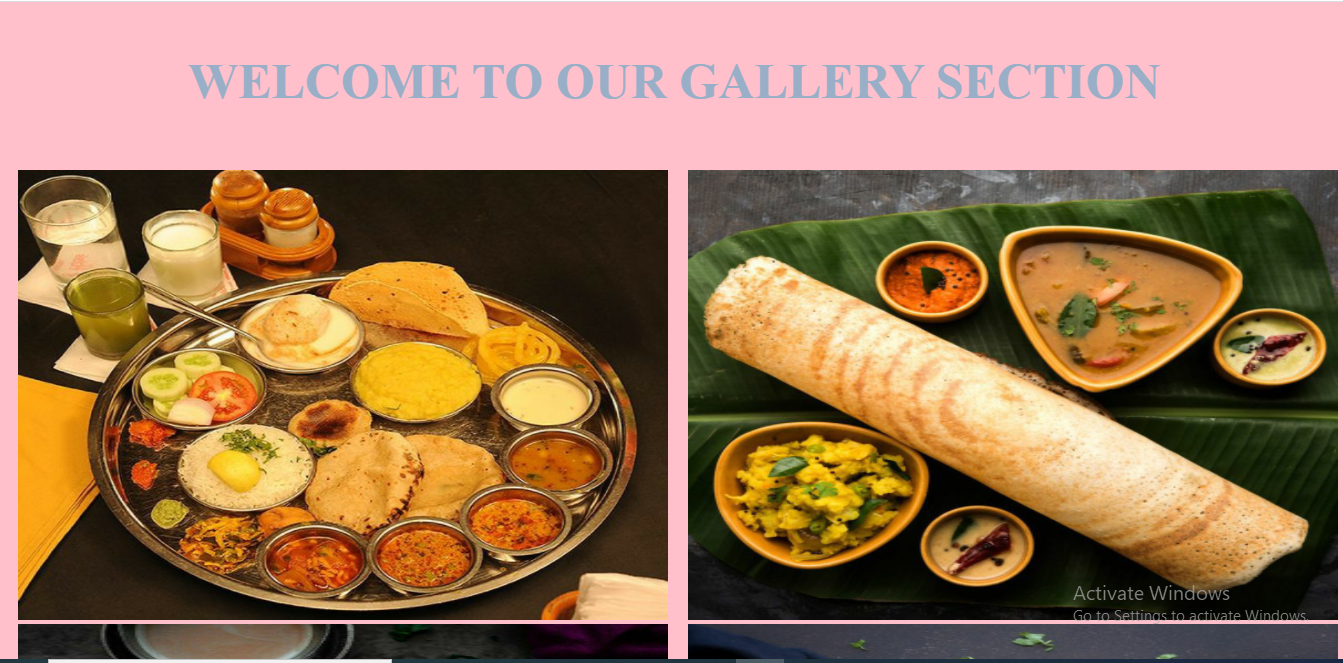 WELCOME TO OUR GALLERY SECTION
Activate Windows
Go to Settings to activate Windows.